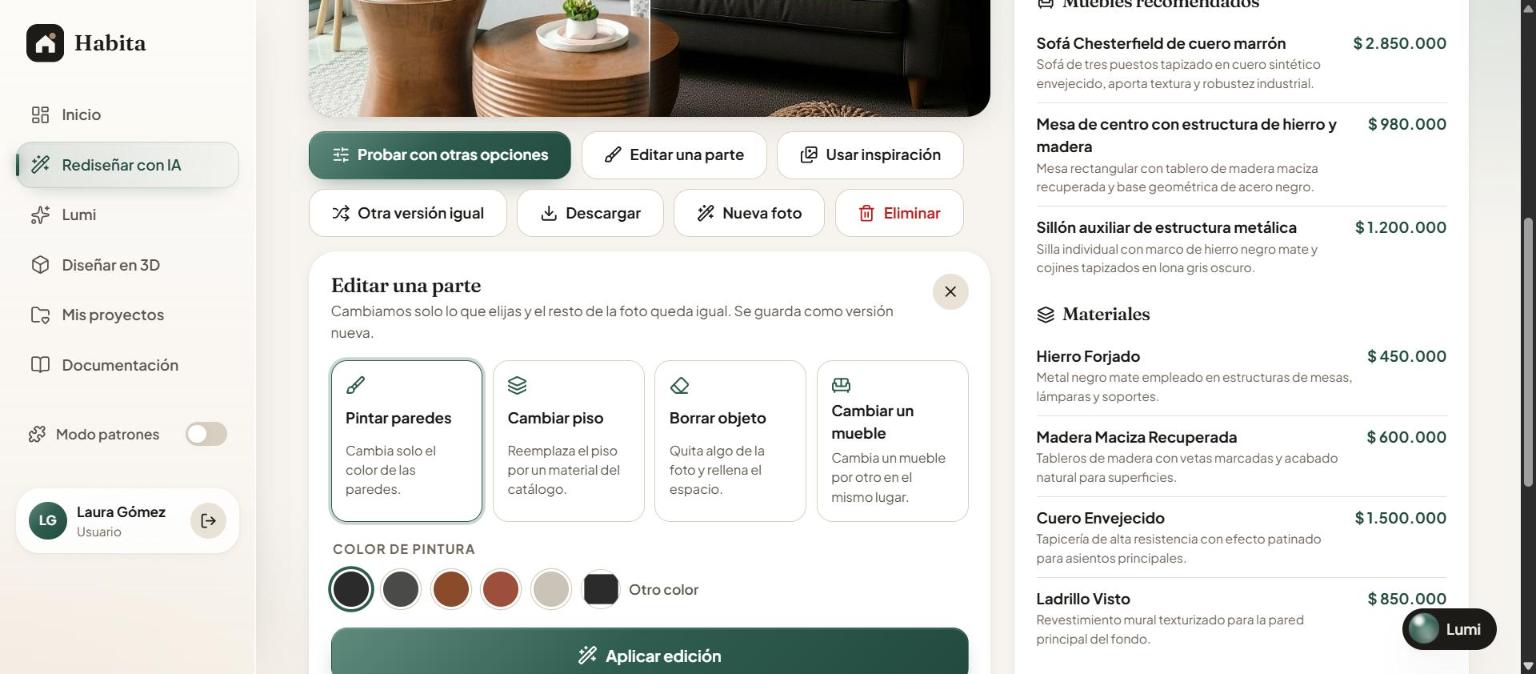 Habita
Inicio
Rediseñar con IA
Lumi
Diseñar en 3D
Mis proyectos
Documentación
Modo patrones
LG
Laura Gómez
Usuario
Probar con otras opciones
Editar una parte
Usar inspiración
Otra versión igual
Descargar
Nueva foto
Eliminar
Editar una parte
Cambiamos solo lo que elijas y el resto de la foto queda igual. Se guarda como versión
nueva.
Pintar paredes
Cambia solo el
color de las
paredes.
Cambiar piso
Reemplaza el piso
por un material del
catálogo.
Borrar objeto
Quita algo de la
foto y rellena el
espacio.
Cambiar un
mueble
Cambia un mueble
por otro en el
mismo lugar.
COLOR DE PINTURA
Otro color
Aplicar edición
Muebles recomendados
Sofá Chesterfield de cuero marrón $ 2.850.000
Sofá de tres puestos tapizado en cuero sintético
envejecido, aporta textura y robustez industrial.
Mesa de centro con estructura de hierro y $ 980.000
madera
Mesa rectangular con tablero de madera maciza
recuperada y base geométrica de acero negro.
Sillón auxiliar de estructura metálica $ 1.200.000
Silla individual con marco de hierro negro mate y
cojines tapizados en lona gris oscuro.
Materiales
Hierro Forjado $ 450.000
Metal negro mate empleado en estructuras de mesas,
lámparas y soportes.
Madera Maciza Recuperada $ 600.000
Tableros de madera con vetas marcadas y acabado
natural para superficies.
Cuero Envejecido $ 1.500.000
Tapicería de alta resistencia con efecto patinado
para asientos principales.
Ladrillo Visto $ 850.000
Revestimiento mural texturizado para la pared
principal del fondo.
Lumi